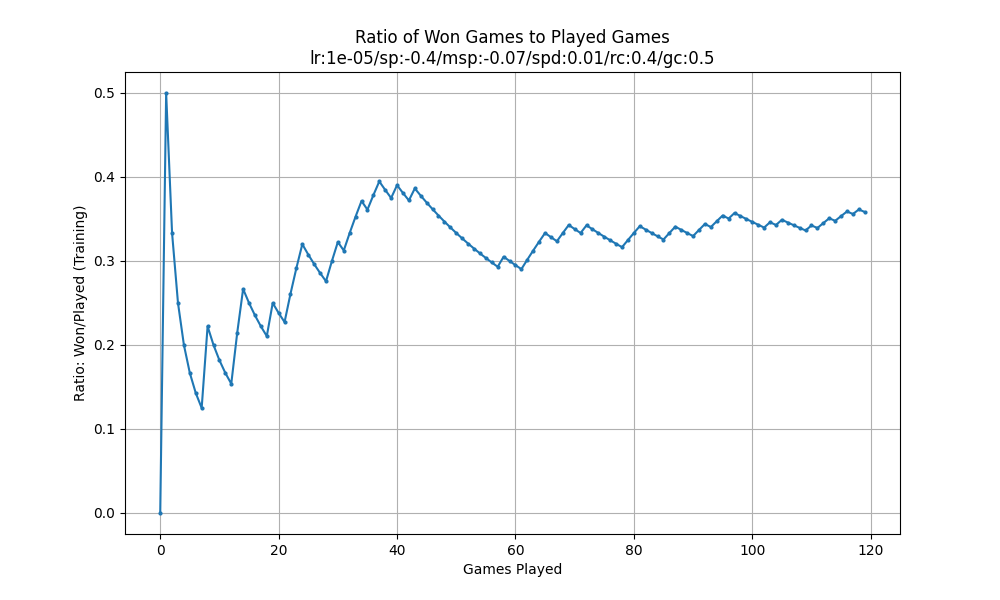 Ratio of Won Games to Played Games
lr:1e-05/sp:-0.4/msp:-0.07/spd:0.01/rc:0.4/gc:0.5
Ratio: Won/Played (Training)
0.5
0.4
0.3
0.2
0.1
0.0
0 20 40 60 80 100 120
Games Played